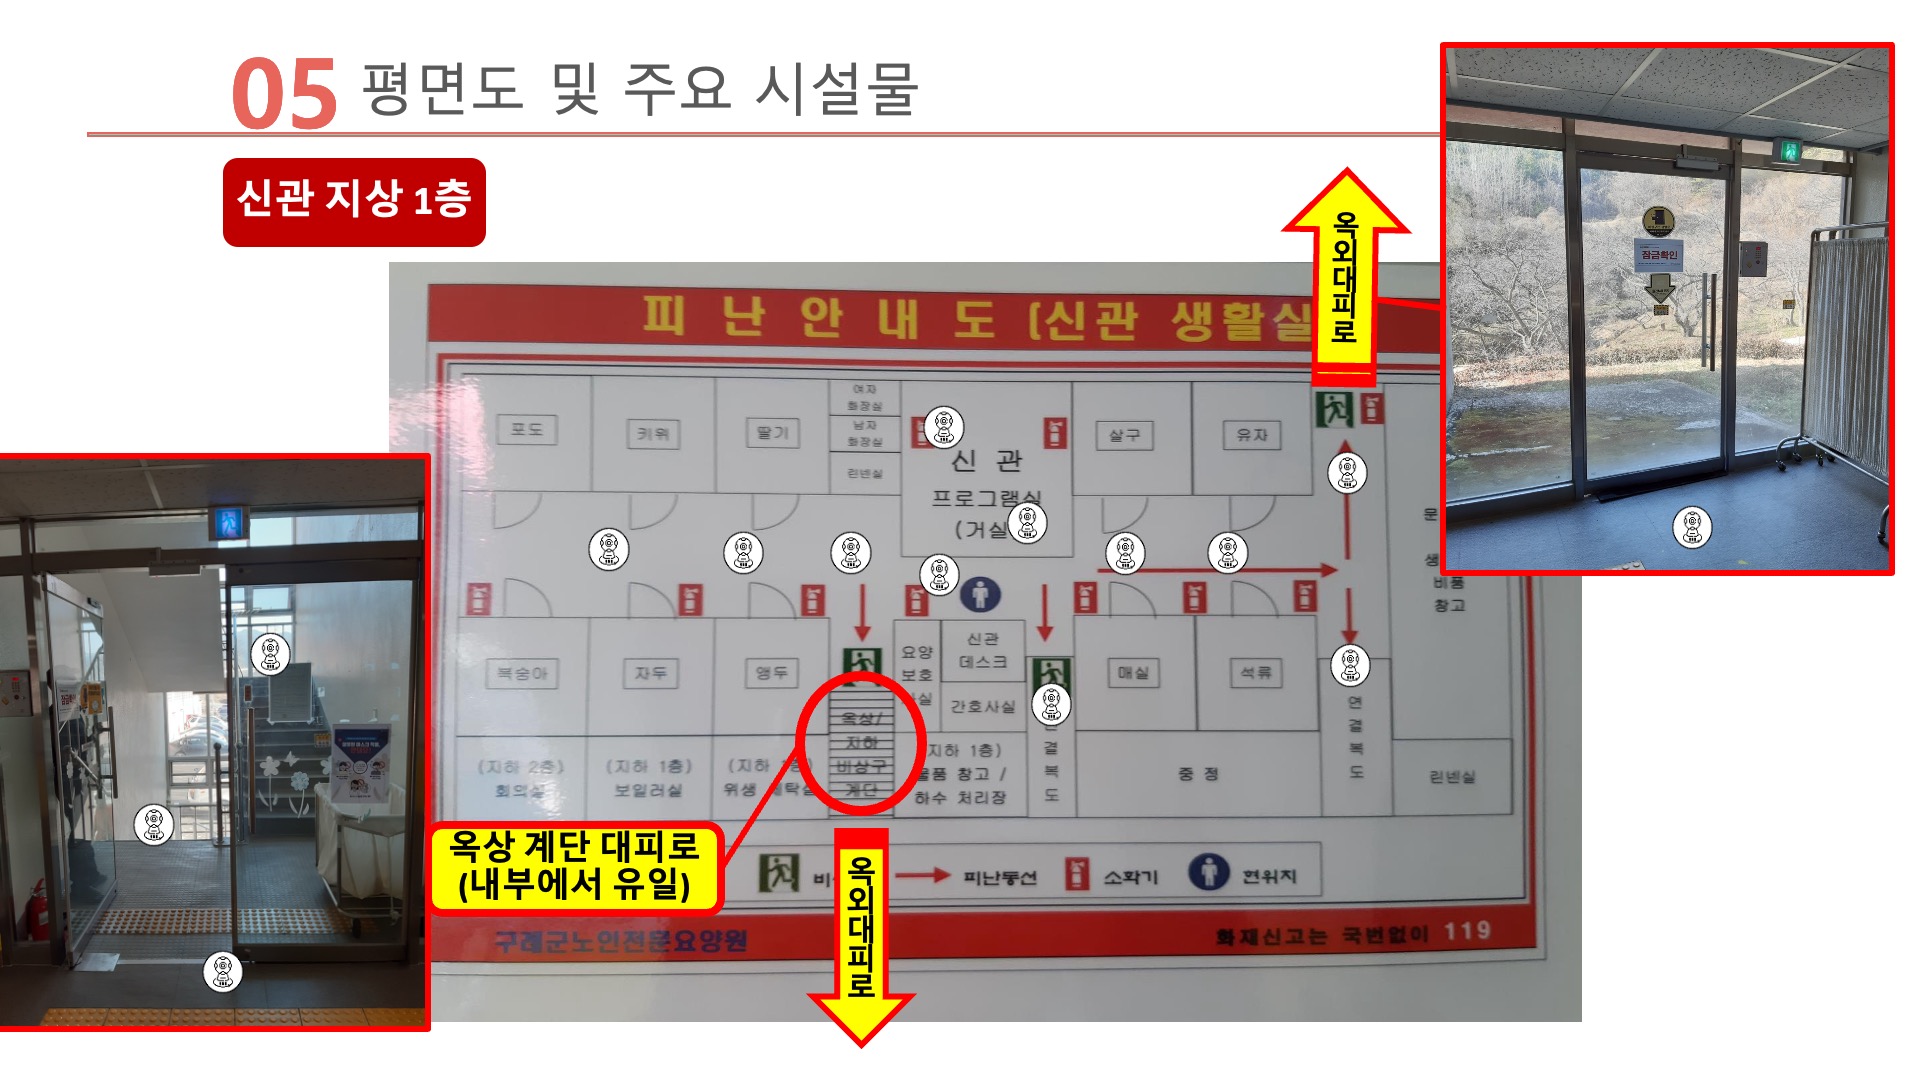 05 평면도 및 주요 시설물
신관 지상 1층
옥외대피로
잠금확인
피 난 안 내 도 (신관 생활실
포도
키위
딸기
여자
화장실
남자
화장실
린넨실
신 관
프로그램실
(거실
살구
유자
문
생
비품
창고
복숭아
자두
앵두
요양
보호
사실
신관
데스크
간호사실
매실
석류
옥상/
지하
비상구
계단
연
결
복
도
결
복
도
(지하 2층)
회의실
(지하 1층)
보일러실
(지하
위생
지하 1층)
물품 창고 /
하수 처리장
중 정
린넨실
옥상 계단 대피로
(내부에서 유일)
피난동선
소화기
현위치
옥외대피로
구례군노인전문요양원
화재신고는 국번없이 119